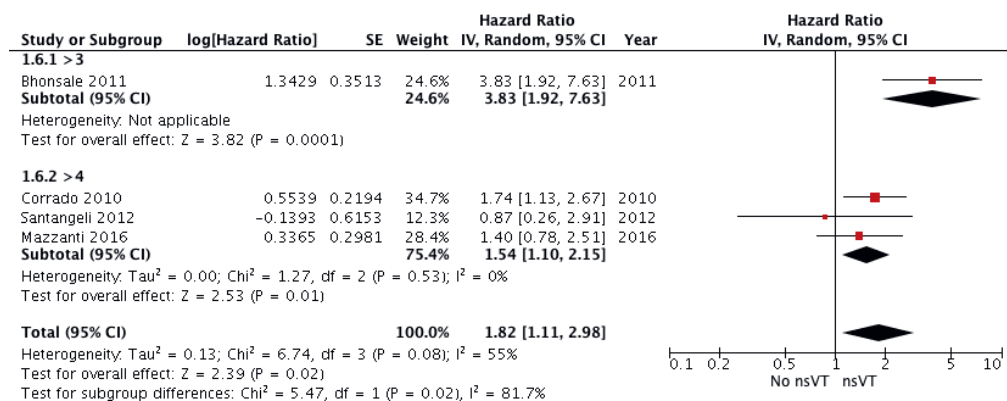 Hazard Ratio Hazard Ratio
Study or Subgroup log[Hazard Ratio] SE Weight IV, Random, 95% CI Year IV, Random, 95% CI
1.6.1 >3
Bhonsale 2011 1.3429 0.3513 24.6% 3.83 [1.92, 7.63] 2011
Subtotal (95% CI) 24.6% 3.83 [1.92, 7.63]
Heterogeneity: Not applicable
Test for overall effect: Z = 3.82 (P = 0.0001)
1.6.2 >4
Corrado 2010 0.5539 0.2194 34.7% 1.74 [1.13, 2.67] 2010
Santangeli 2012 -0.1393 0.6153 12.3% 0.87 [0.26, 2.91] 2012
Mazzanti 2016 0.3365 0.2981 28.4% 1.40 [0.78, 2.51] 2016
Subtotal (95% CI) 75.4% 1.54 [1.10, 2.15]
Heterogeneity: Tau² = 0.00; Chi² = 1.27, df = 2 (P = 0.53); I² = 0%
Test for overall effect: Z = 2.53 (P = 0.01)
Total (95% CI) 100.0% 1.82 [1.11, 2.98]
Heterogeneity: Tau² = 0.13; Chi² = 6.74, df = 3 (P = 0.08); I² = 55%
Test for overall effect: Z = 2.39 (P = 0.02)
Test for subgroup differences: Chi² = 5.47, df = 1 (P = 0.02), I² = 81.7%
0.1 0.2 0.5 1 2 5 10
No nsVT nsVT